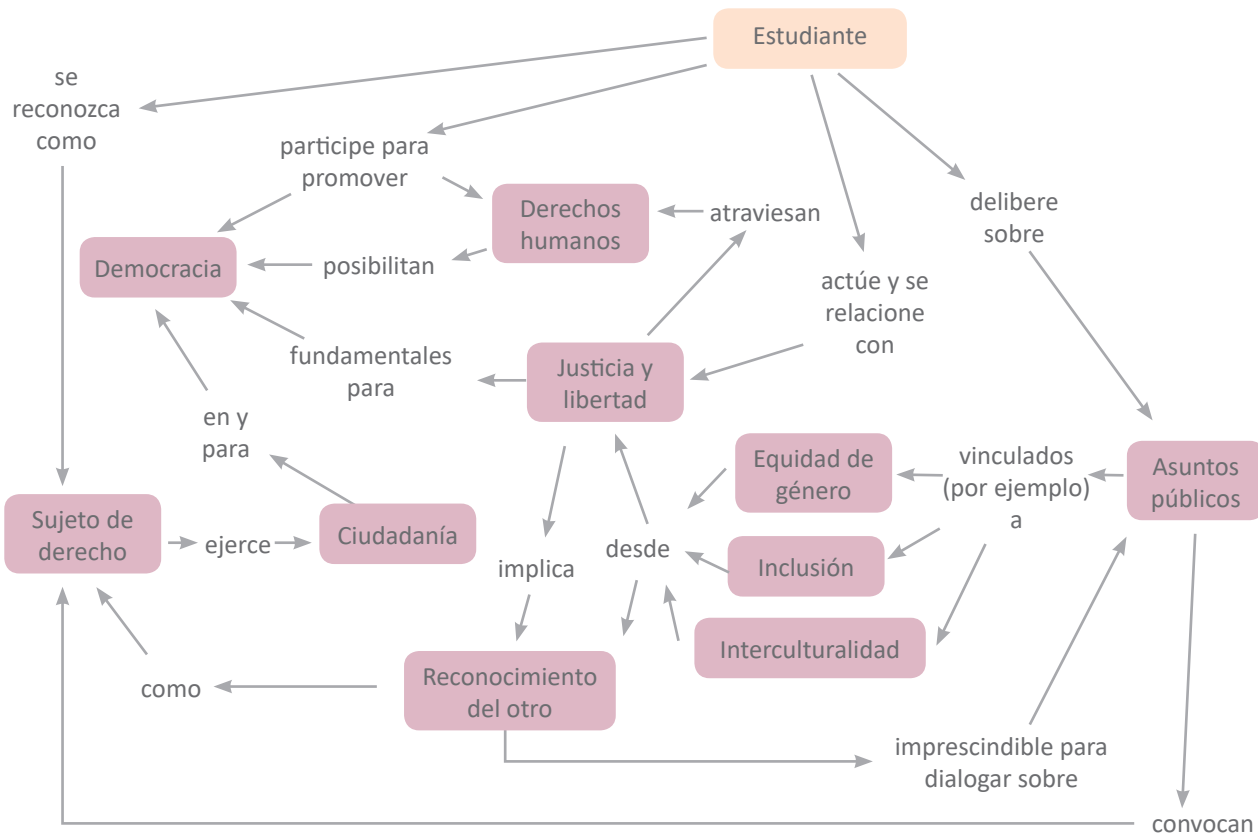 Estudiante
se
reconozca
como
participe para
promover
Derechos
humanos
atraviesan
delibere
sobre
Democracia
posibilitan
actúe y se
relacione
con
fundamentales
para
Justicia y
libertad
en y
para
Equidad de
género
vinculados
(por ejemplo)
a
Asuntos
públicos
Sujeto de
derecho
ejerce
Ciudadanía
implica
desde
Inclusión
Interculturalidad
como
Reconocimiento
del otro
imprescindible para
dialogar sobre
convocan